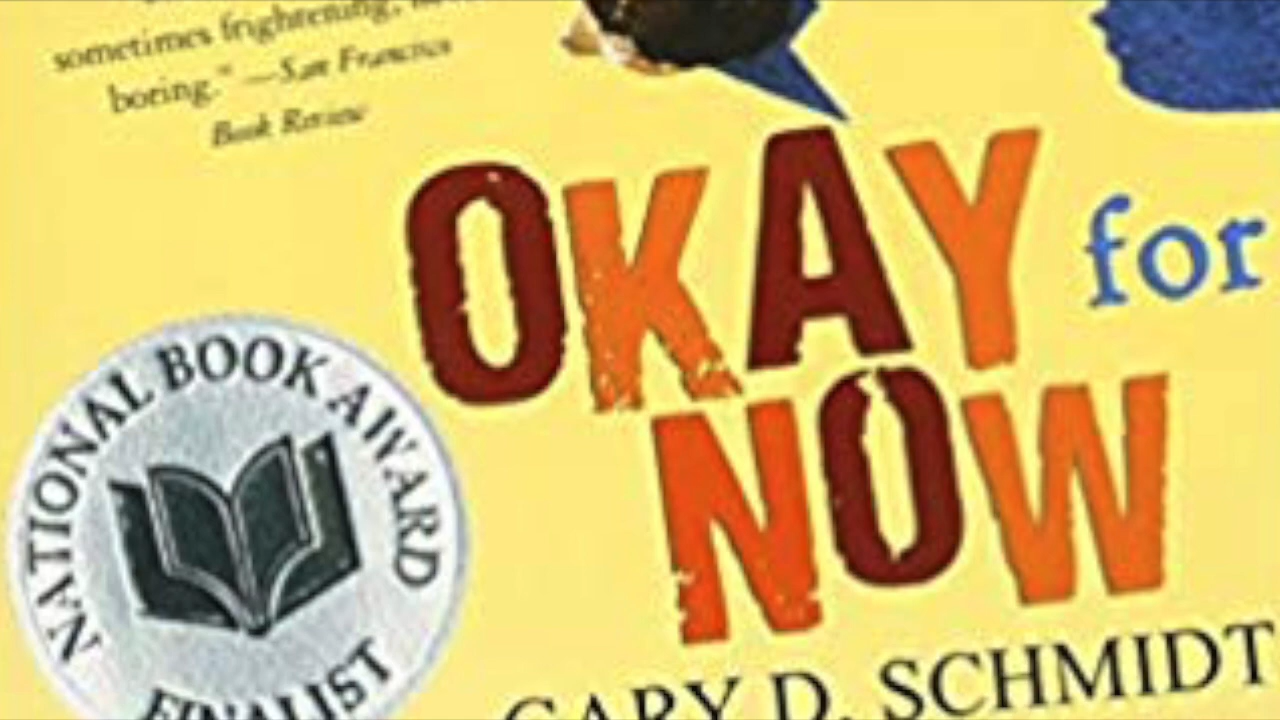 sometimes frightening,
boring." —San Francisco
Book Review
OKAY for
NOW
GARY D. SCHMIDT
NATIONAL BOOK AWARD
FINALIST